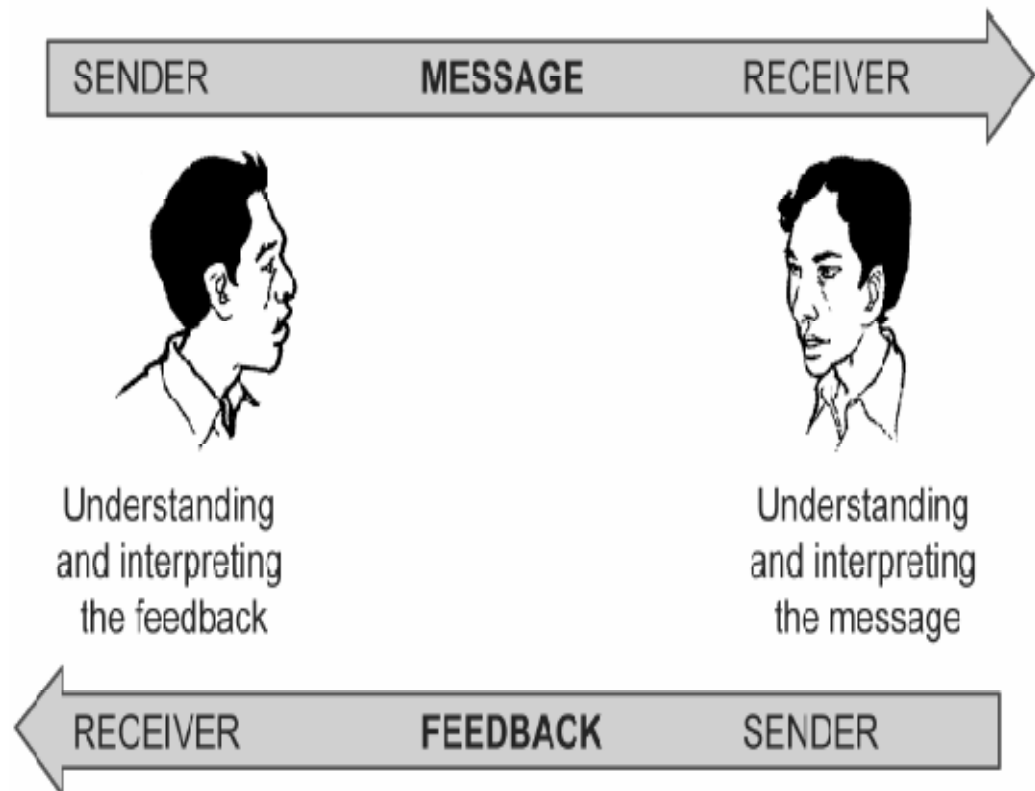 SENDER MESSAGE RECEIVER
Understanding
and interpreting
the feedback
Understanding
and interpreting
the message
RECEIVER FEEDBACK SENDER